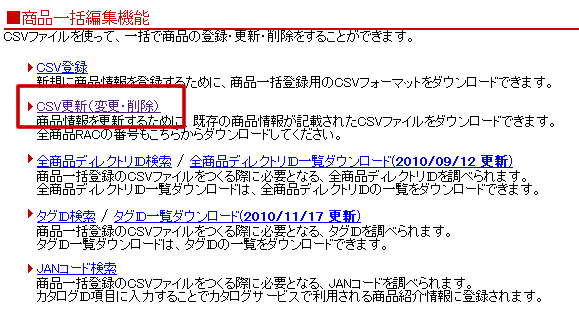 ■商品一括編集機能
CSVファイルを使って、一括で商品の登録・更新・削除をすることができます。
CSV登録
新規に商品情報を登録するために、商品一括登録用のCSVフォーマットをダウンロードできます。
CSV更新(変更・削除)
商品情報を更新するために、既存の商品情報が記載されたCSVファイルをダウンロードできます。
全商品RACの番号もこちらからダウンロードしてください。
全商品ディレクトリID検索 / 全商品ディレクトリID一覧ダウンロード(2010/09/12 更新)
商品一括登録のCSVファイルをつくる際に必要となる、全商品ディレクトリIDを調べられます。
全商品ディレクトリID一覧ダウンロードは、全商品ディレクトリIDの一覧をダウンロードできます。
タグID検索 / タグID一覧ダウンロード(2010/11/17 更新)
商品一括登録のCSVファイルをつくる際に必要となる、タグIDを調べられます。
タグID一覧ダウンロードは、タグIDの一覧をダウンロードできます。
JANコード検索
商品一括登録のCSVファイルをつくる際に必要となる、JANコードを調べられます。
カタログID項目に入力することでカタログサービスで利用される商品紹介情報に登録されます。